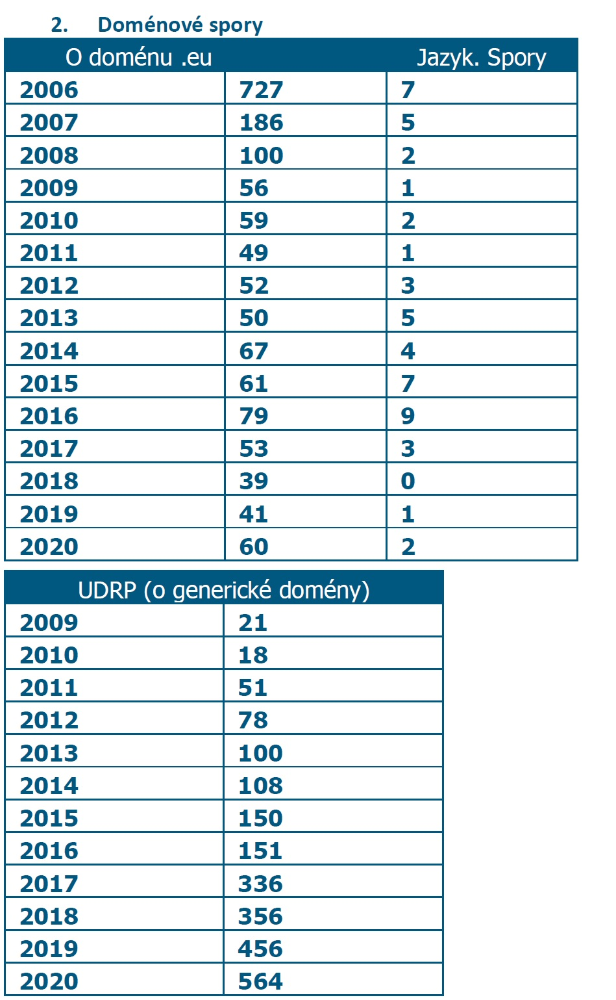 2. Doménové spory
O doménu .eu Jazyk. Spory
2006 727 7
2007 186 5
2008 100 2
2009 56 1
2010 59 2
2011 49 1
2012 52 3
2013 50 5
2014 67 4
2015 61 7
2016 79 9
2017 53 3
2018 39 0
2019 41 1
2020 60 2
UDRP (o generické domény)
2009 21
2010 18
2011 51
2012 78
2013 100
2014 108
2015 150
2016 151
2017 336
2018 356
2019 456
2020 564